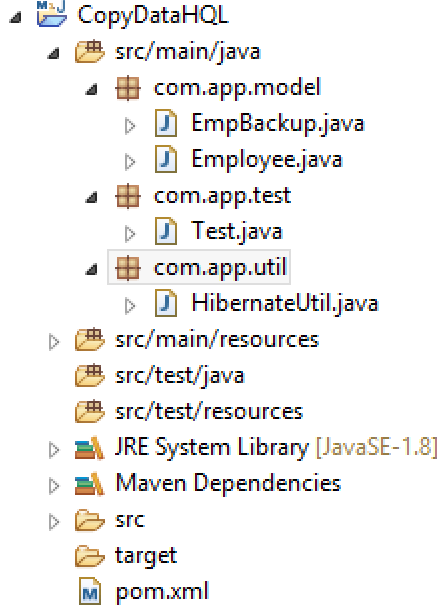 CopyDataHQL
src/main/java
com.app.model
EmpBackup.java
Employee.java
com.app.test
Test.java
com.app.util
HibernateUtil.java
src/main/resources
src/test/java
src/test/resources
JRE System Library [JavaSE-1.8]
Maven Dependencies
src
target
pom.xml